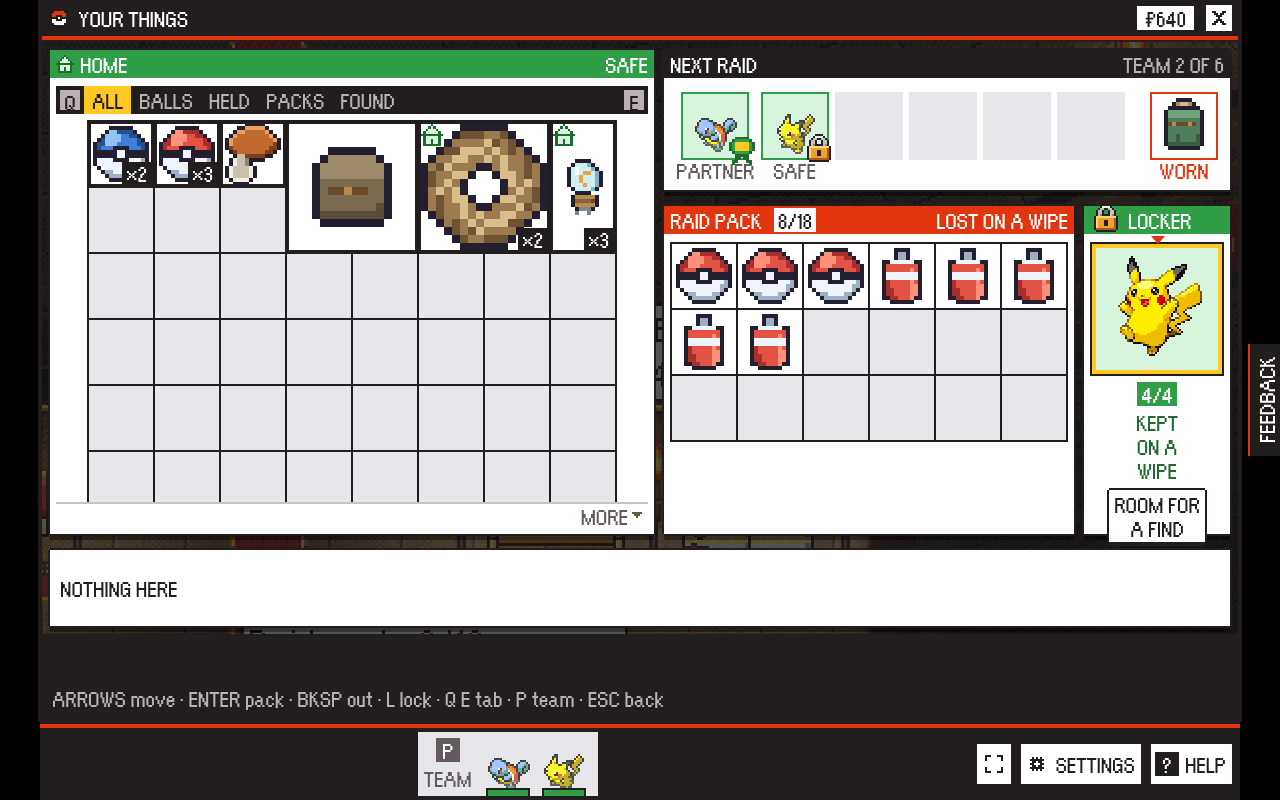 YOUR THINGS
₽640
X
HOME
SAFE
Q ALL BALLS HELD PACKS FOUND E
×2
×3
×2
×3
MORE
NEXT RAID
TEAM 2 OF 6
PARTNER
SAFE
WORN
RAID PACK 8/18
LOST ON A WIPE
LOCKER
4/4
KEPT
ON A
WIPE
ROOM FOR
A FIND
FEEDBACK
NOTHING HERE
ARROWS move · ENTER pack · BKSP out · L lock · Q E tab · P team · ESC back
P
TEAM
SETTINGS
? HELP